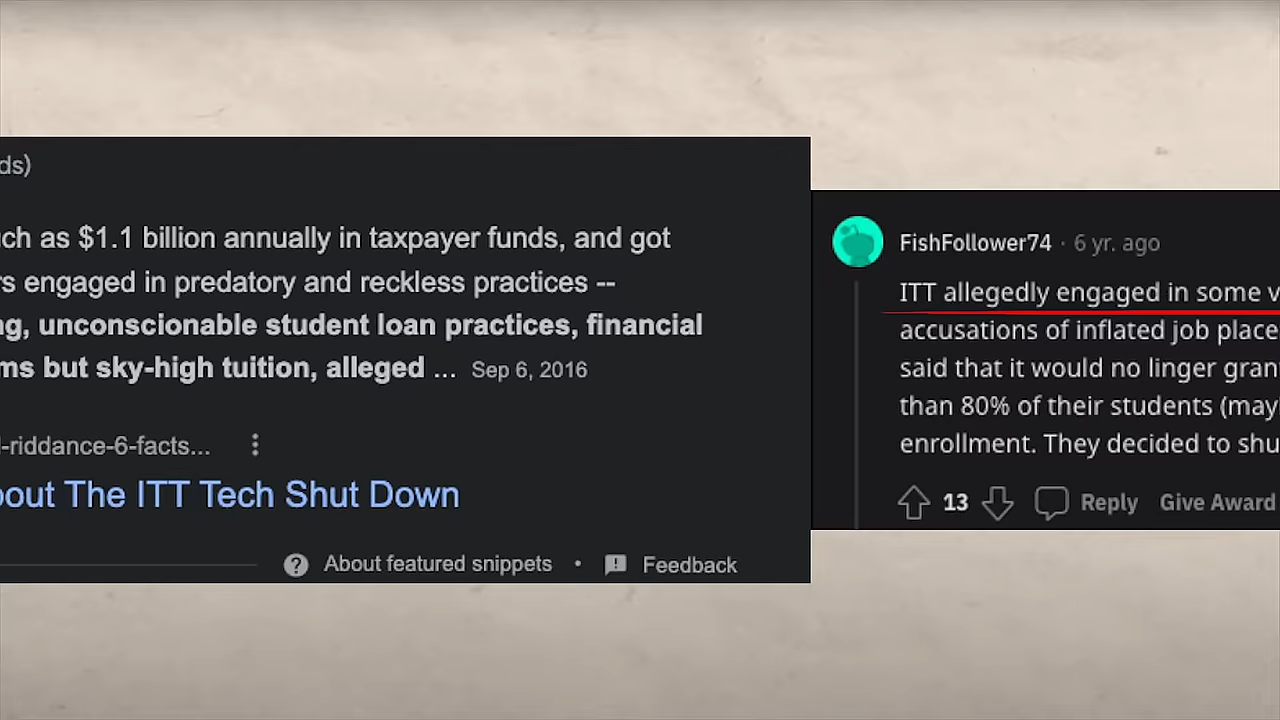 ds)
ch as $1.1 billion annually in taxpayer funds, and got
s engaged in predatory and reckless practices --
ng, unconscionable student loan practices, financial
ms but sky-high tuition, alleged ... Sep 6, 2016
-riddance-6-facts...
out The ITT Tech Shut Down
About featured snippets • Feedback
FishFollower74 · 6 yr. ago
ITT allegedly engaged in some v
accusations of inflated job place
said that it would no longer gran
than 80% of their students (may
enrollment. They decided to shu
13 Reply Give Award